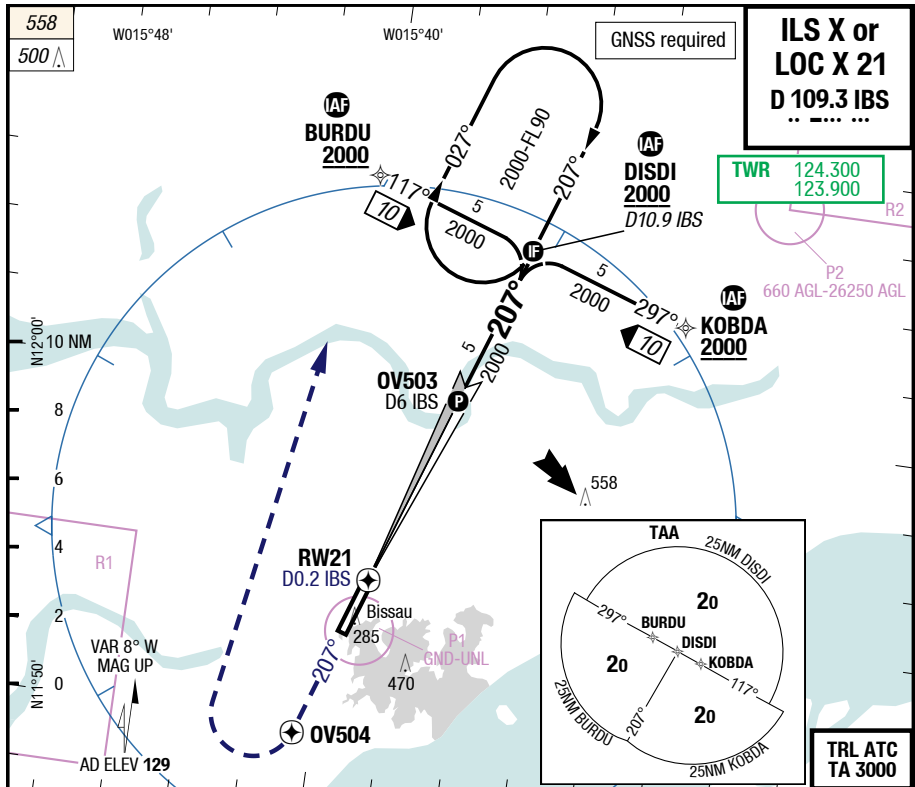 558
500
W015°48'
W015°40'
GNSS required
ILS X or
LOC X 21
D 109.3 IBS
TWR 124.300
123.900
R2
P2
660 AGL-26250 AGL
IAF
BURDU
2000
117°
10
5
2000
027°
2000-FL90
207°
IAF
DISDI
2000
D10.9 IBS
IF
5
2000
297°
10
IAF
KOBDA
2000
207°
5
2000
N12°00'
10 NM
8
6
4
2
0
N11°50'
OV503
D6 IBS
P
558
R1
RW21
D0.2 IBS
Bissau
285
P1
GND-UNL
470
207°
OV504
VAR 8° W
MAG UP
AD ELEV 129
TAA
25NM DISDI
20
297°
BURDU
DISDI
KOBDA
117°
20
20
207°
25NM BURDU
25NM KOBDA
TRL ATC
TA 3000